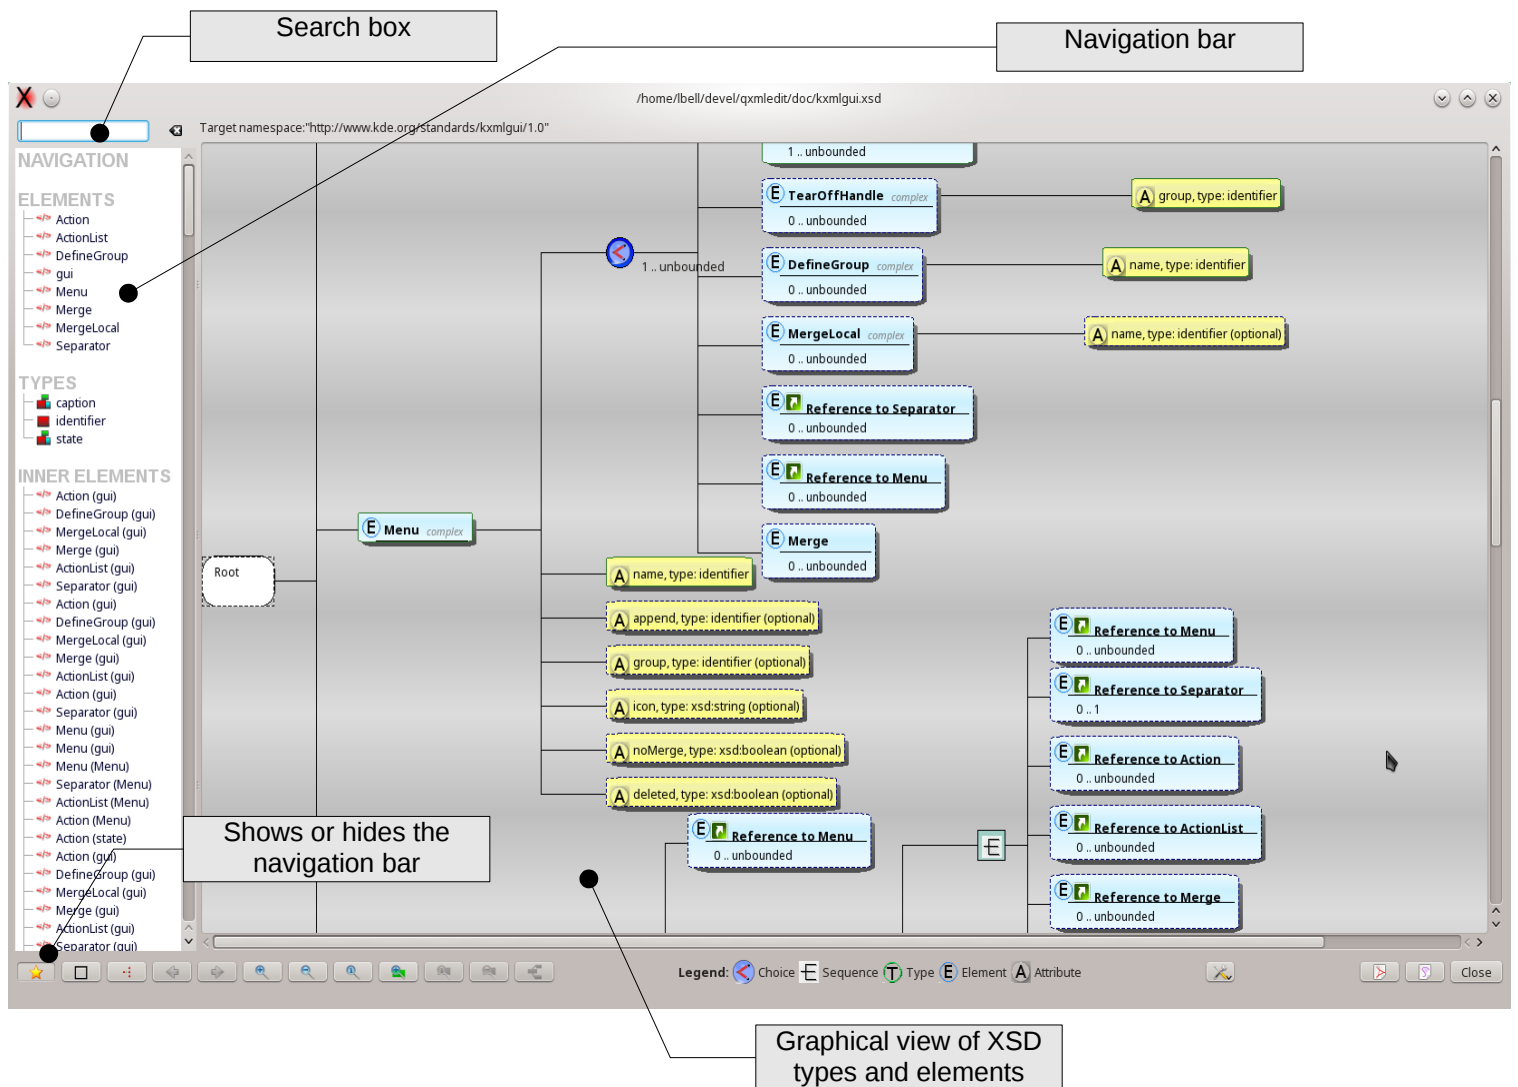 Search box
Navigation bar
/home/lbell/devel/qxmledit/doc/kxmlgui.xsd
Target namespace:"http://www.kde.org/standards/kxmlgui/1.0"
NAVIGATION
ELEMENTS
Action
ActionList
DefineGroup
gui
Menu
Merge
MergeLocal
Separator
TYPES
caption
identifier
state
INNER ELEMENTS
Action (gui)
DefineGroup (gui)
MergeLocal (gui)
Merge (gui)
ActionList (gui)
Separator (gui)
Action (gui)
DefineGroup (gui)
MergeLocal (gui)
Merge (gui)
ActionList (gui)
Action (gui)
Separator (gui)
Menu (gui)
Menu (gui)
Menu (Menu)
Separator (Menu)
ActionList (Menu)
Action (Menu)
Action (state)
Action (gui)
DefineGroup (gui)
MergeLocal (gui)
Merge (gui)
ActionList (gui)
Separator (gui)
Root
E Menu complex
1 .. unbounded
1 .. unbounded
E TearOffHandle complex
0 .. unbounded
A group, type: identifier
E DefineGroup complex
0 .. unbounded
A name, type: identifier
E MergeLocal complex
0 .. unbounded
A name, type: identifier (optional)
E Reference to Separator
0 .. unbounded
E Reference to Menu
0 .. unbounded
E Merge
0 .. unbounded
A name, type: identifier
A append, type: identifier (optional)
A group, type: identifier (optional)
A icon, type: xsd:string (optional)
A noMerge, type: xsd:boolean (optional)
A deleted, type: xsd:boolean (optional)
E Reference to Menu
0 .. unbounded
E Reference to Menu
0 .. unbounded
E Reference to Separator
0 .. 1
E Reference to Action
0 .. unbounded
E Reference to ActionList
0 .. unbounded
E Reference to Merge
0 .. unbounded
Shows or hides the
navigation bar
Legend: Choice Sequence T Type E Element A Attribute
Close
Graphical view of XSD
types and elements